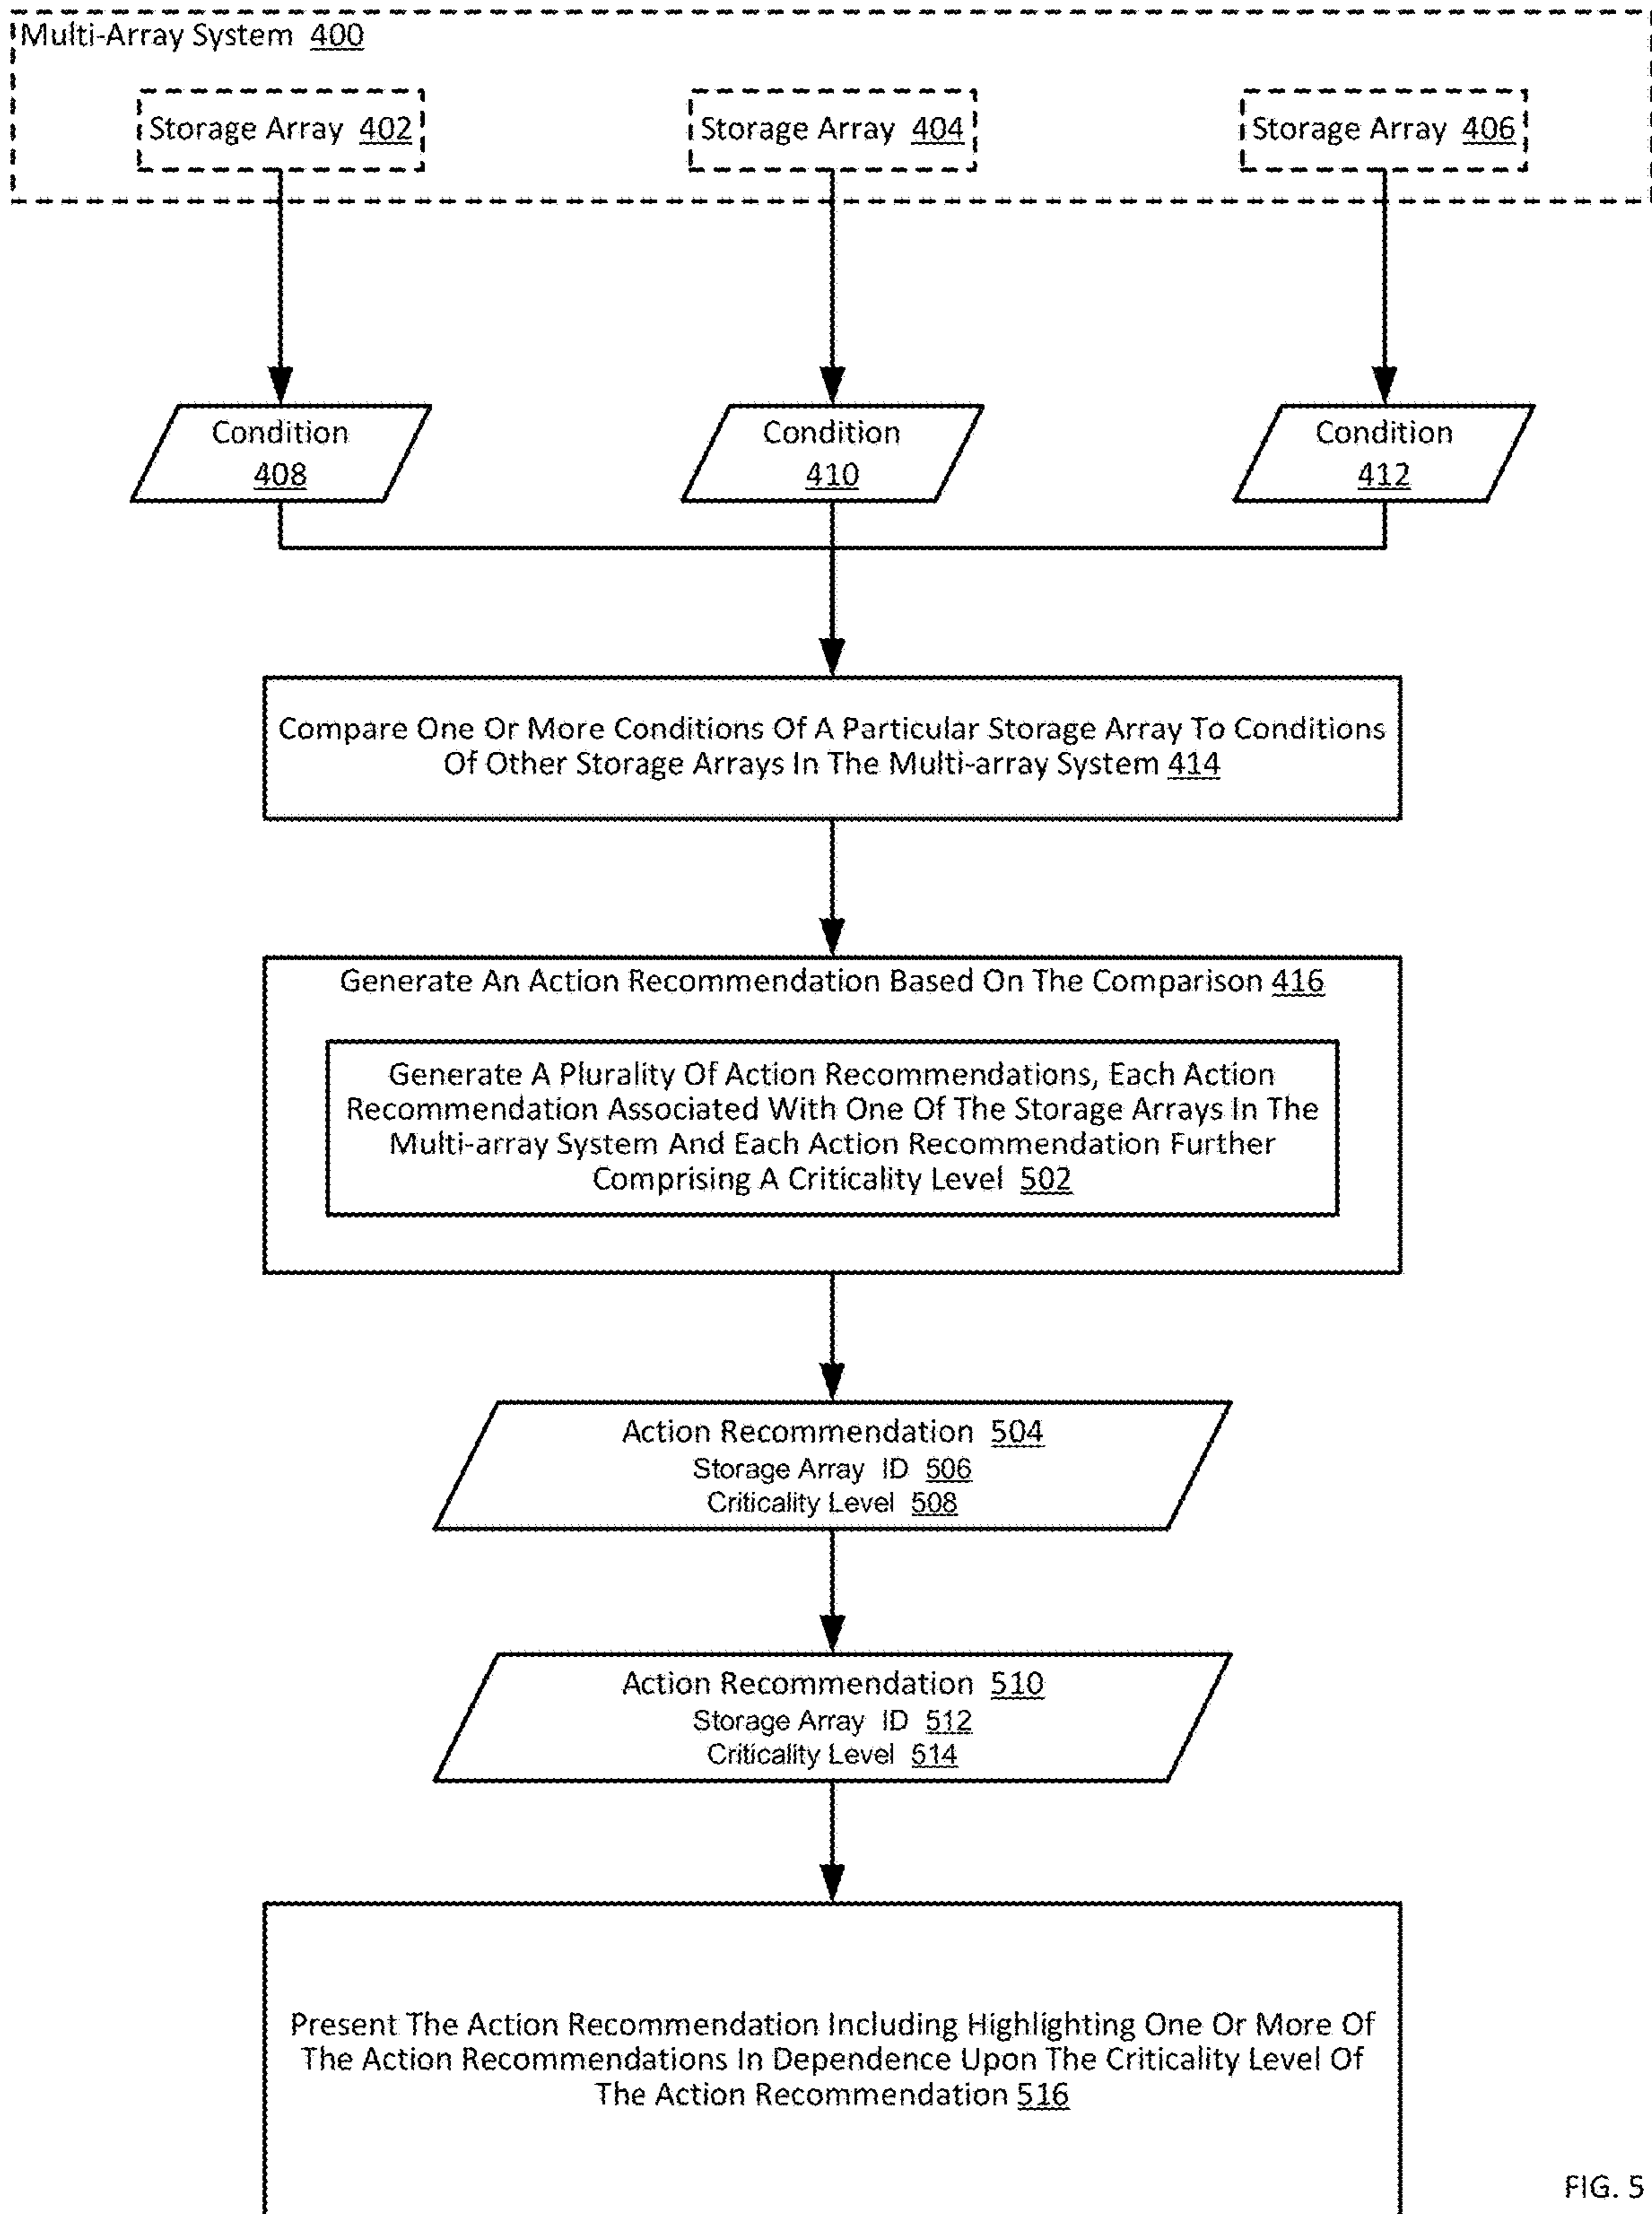 Multi-Array System 400
Storage Array 402
Storage Array 404
Storage Array 406
Condition
408
Condition
410
Condition
412
Compare One Or More Conditions Of A Particular Storage Array To Conditions
Of Other Storage Arrays In The Multi-array System 414
Generate An Action Recommendation Based On The Comparison 416
Generate A Plurality Of Action Recommendations, Each Action
Recommendation Associated With One Of The Storage Arrays In The
Multi-array System And Each Action Recommendation Further
Comprising A Criticality Level 502
Action Recommendation 504
Storage Array ID 506
Criticality Level 508
Action Recommendation 510
Storage Array ID 512
Criticality Level 514
Present The Action Recommendation Including Highlighting One Or More Of
The Action Recommendations In Dependence Upon The Criticality Level Of
The Action Recommendation 516
FIG. 5